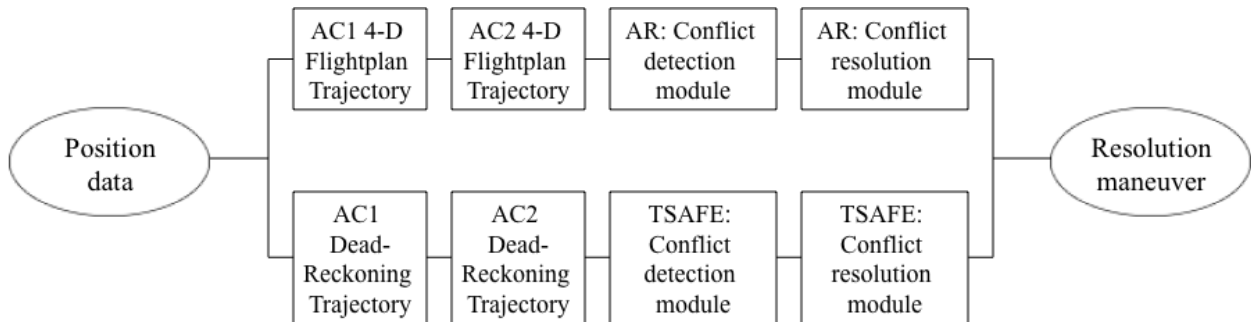 Position
data
AC1 4-D
Flightplan
Trajectory
AC2 4-D
Flightplan
Trajectory
AR: Conflict
detection
module
AR: Conflict
resolution
module
AC1
Dead-
Reckoning
Trajectory
AC2
Dead-
Reckoning
Trajectory
TSAFE:
Conflict
detection
module
TSAFE:
Conflict
resolution
module
Resolution
maneuver